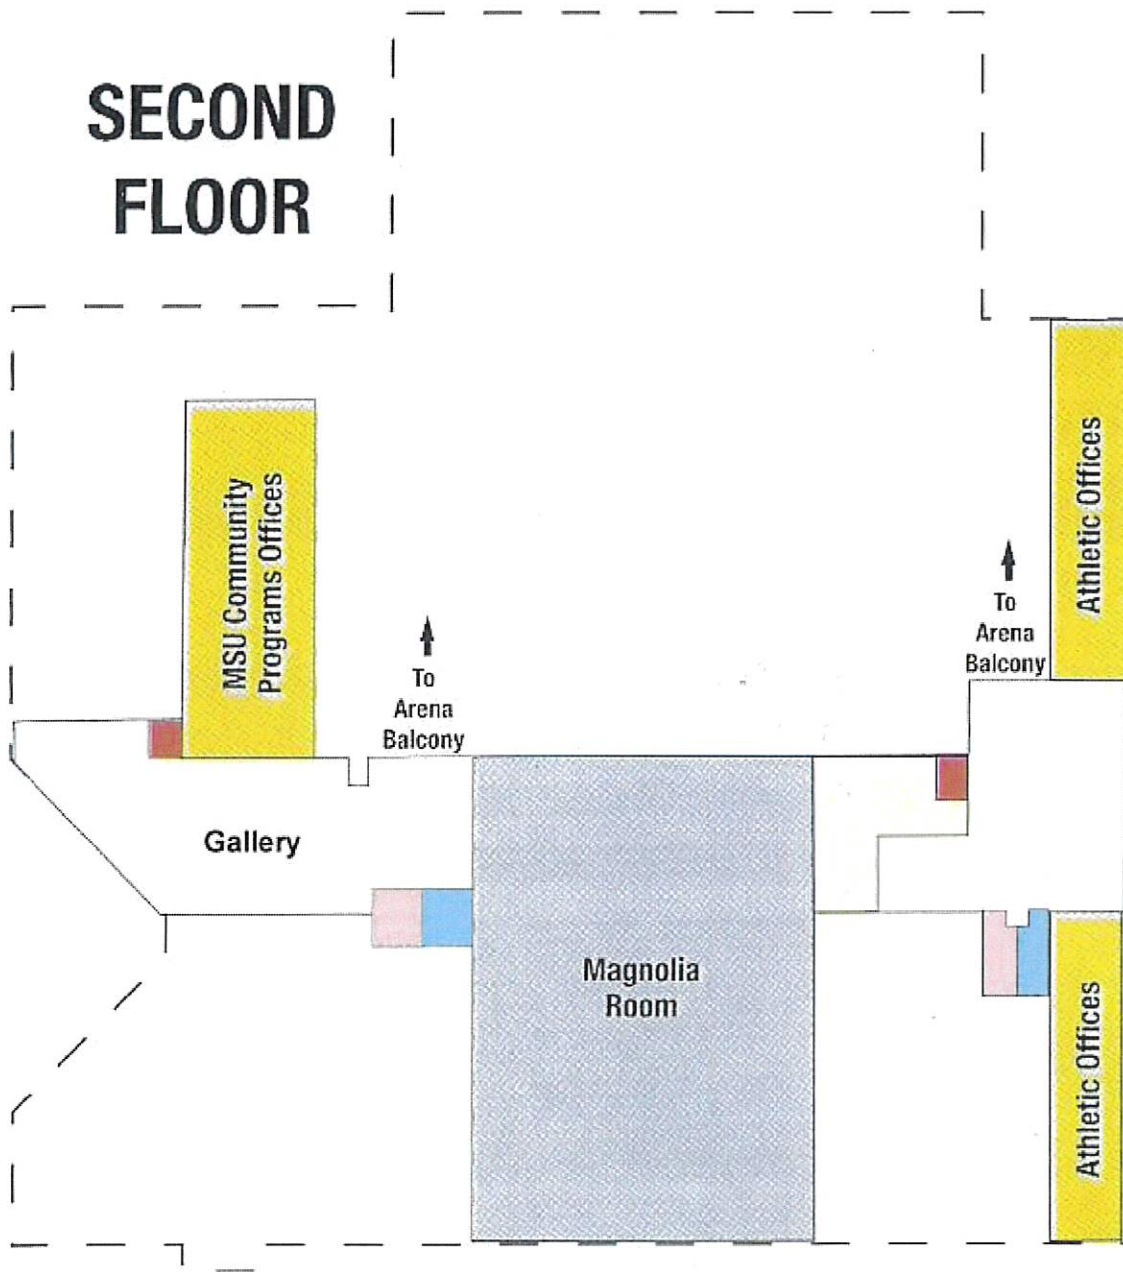 SECOND
FLOOR
MSU Community
Programs Offices
To
Arena
Balcony
Athletic Offices
To
Arena
Balcony
Gallery
Magnolia
Room
Athletic Offices